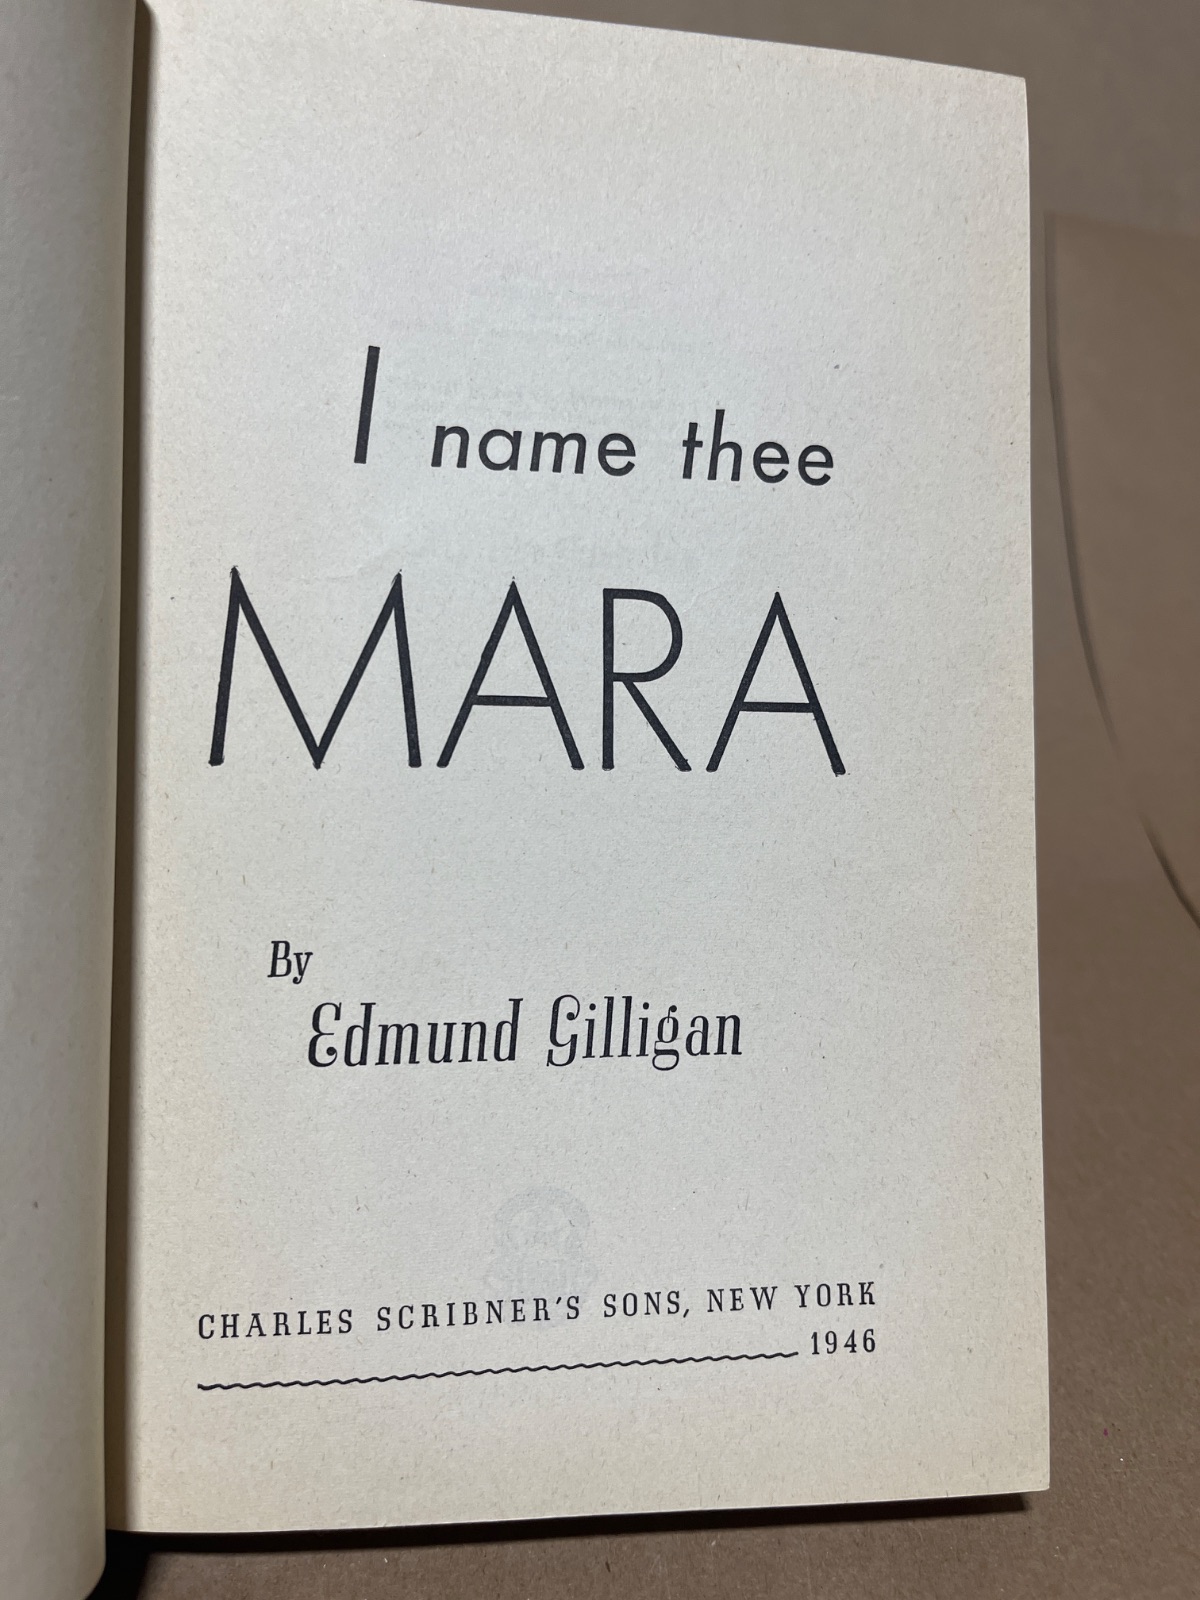 I name thee
MARA
By
Edmund Gilligan
CHARLES SCRIBNER'S SONS, NEW YORK
1946